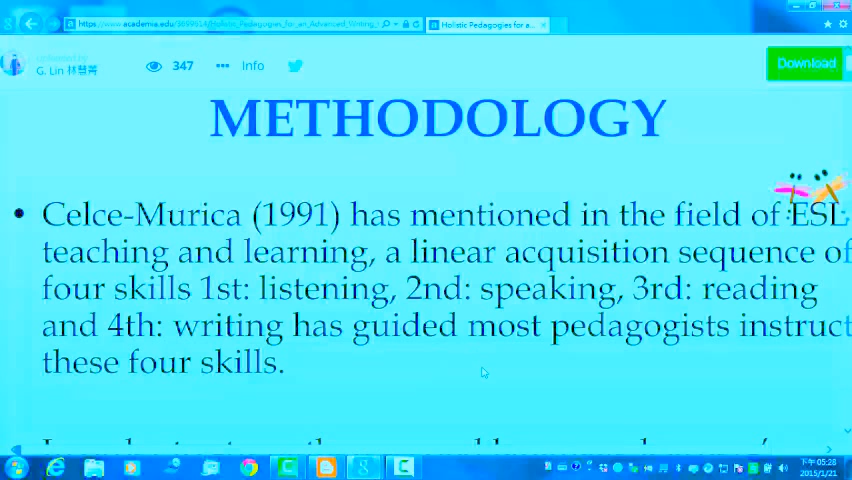 Holistic Pedagogies for a...
G. Lin 林慧菁
347
Info
Download
METHODOLOGY
• Celce-Murica (1991) has mentioned in the field of ESL
teaching and learning, a linear acquisition sequence of
four skills 1st: listening, 2nd: speaking, 3rd: reading
and 4th: writing has guided most pedagogists instruct
these four skills.
下午 05:28
2015/1/21